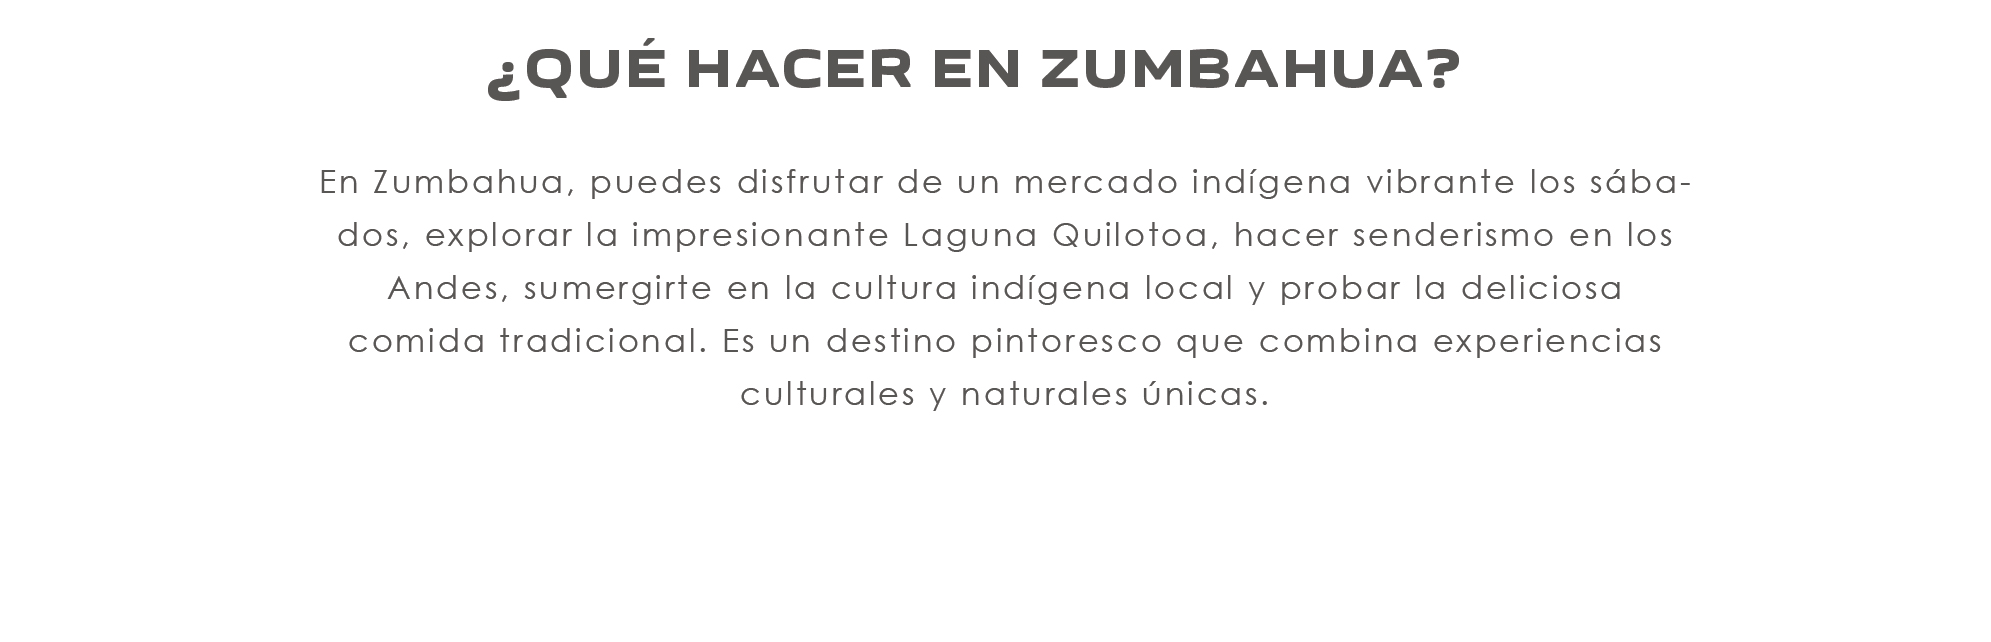 ¿QUÉ HACER EN ZUMBAHUA?
En Zumbahua, puedes disfrutar de un mercado indígena vibrante los sába-
dos, explorar la impresionante Laguna Quilotoa, hacer senderismo en los
Andes, sumergirte en la cultura indígena local y probar la deliciosa
comida tradicional. Es un destino pintoresco que combina experiencias
culturales y naturales únicas.